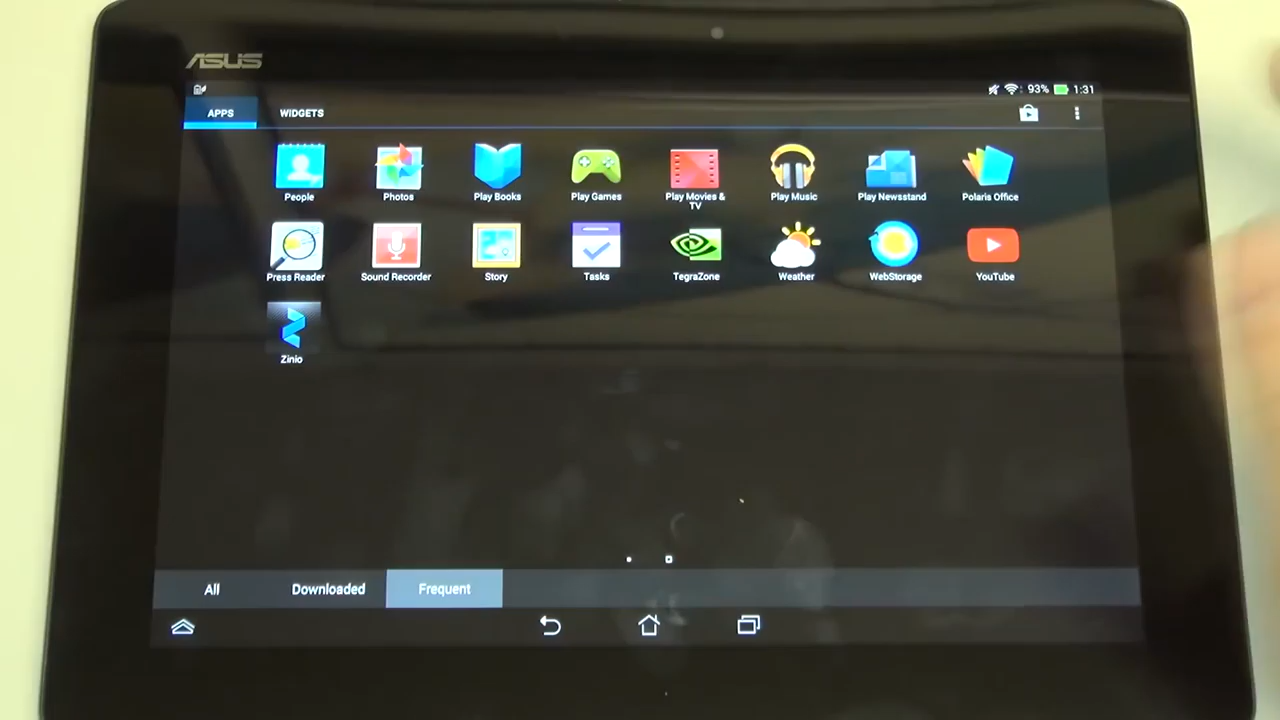 ASUS
93% 1:31
APPS WIDGETS
People Photos Play Books Play Games Play Movies & TV Play Music Play Newsstand Polaris Office
Press Reader Sound Recorder Story Tasks TegraZone Weather WebStorage YouTube
Zinio
All Downloaded Frequent